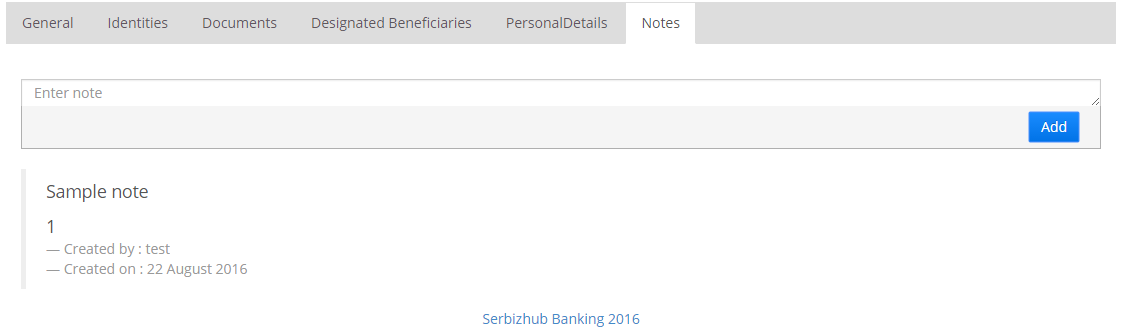 General Identities Documents Designated Beneficiaries PersonalDetails Notes
Enter note
Add
Sample note
1
— Created by : test
— Created on : 22 August 2016
Serbizhub Banking 2016